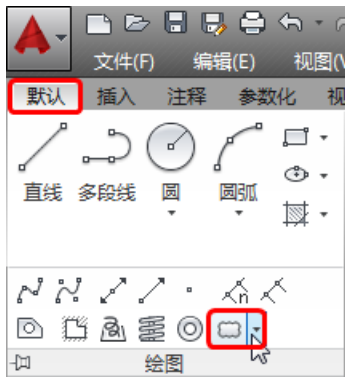 文件(F) 编辑(E) 视图(V
默认 插入 注释 参数化 视
直线 多段线 圆 圆弧
绘图